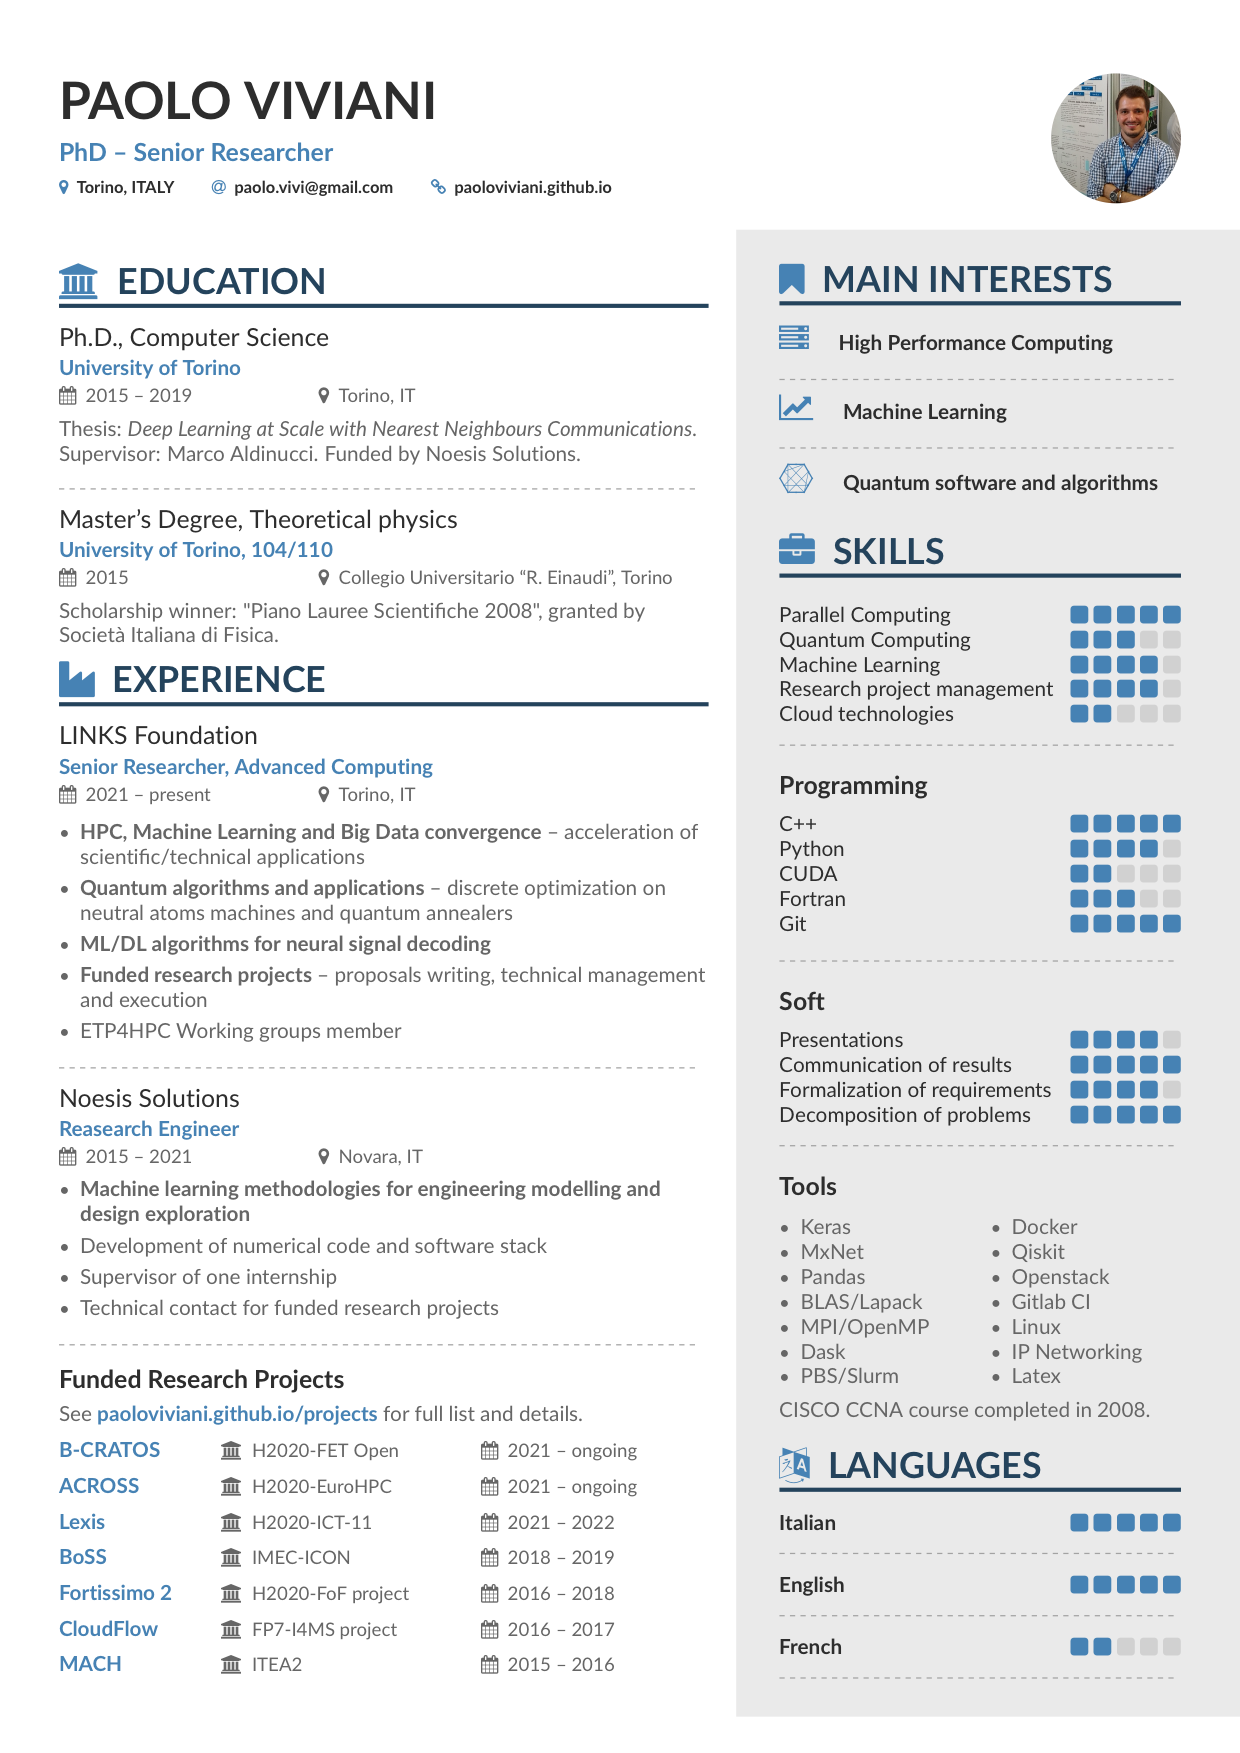 PAOLO VIVIANI
PhD – Senior Researcher
Torino, ITALY @ paolo.vivi@gmail.com paoloviviani.github.io
EDUCATION
Ph.D., Computer Science
University of Torino
2015 – 2019 Torino, IT
Thesis: Deep Learning at Scale with Nearest Neighbours Communications.
Supervisor: Marco Aldinucci. Funded by Noesis Solutions.
Master’s Degree, Theoretical physics
University of Torino, 104/110
2015 Collegio Universitario “R. Einaudi”, Torino
Scholarship winner: "Piano Lauree Scientifiche 2008", granted by
Società Italiana di Fisica.
EXPERIENCE
LINKS Foundation
Senior Researcher, Advanced Computing
2021 – present Torino, IT
• HPC, Machine Learning and Big Data convergence – acceleration of
scientific/technical applications
• Quantum algorithms and applications – discrete optimization on
neutral atoms machines and quantum annealers
• ML/DL algorithms for neural signal decoding
• Funded research projects – proposals writing, technical management
and execution
• ETP4HPC Working groups member
Noesis Solutions
Reasearch Engineer
2015 – 2021 Novara, IT
• Machine learning methodologies for engineering modelling and
design exploration
• Development of numerical code and software stack
• Supervisor of one internship
• Technical contact for funded research projects
Funded Research Projects
See paoloviviani.github.io/projects for full list and details.
B-CRATOS H2020-FET Open 2021 – ongoing
ACROSS H2020-EuroHPC 2021 – ongoing
Lexis H2020-ICT-11 2021 – 2022
BoSS IMEC-ICON 2018 – 2019
Fortissimo 2 H2020-FoF project 2016 – 2018
CloudFlow FP7-I4MS project 2016 – 2017
MACH ITEA2 2015 – 2016
MAIN INTERESTS
High Performance Computing
Machine Learning
Quantum software and algorithms
SKILLS
Parallel Computing
Quantum Computing
Machine Learning
Research project management
Cloud technologies
Programming
C++
Python
CUDA
Fortran
Git
Soft
Presentations
Communication of results
Formalization of requirements
Decomposition of problems
Tools
• Keras • Docker
• MxNet • Qiskit
• Pandas • Openstack
• BLAS/Lapack • Gitlab CI
• MPI/OpenMP • Linux
• Dask • IP Networking
• PBS/Slurm • Latex
CISCO CCNA course completed in 2008.
LANGUAGES
Italian
English
French